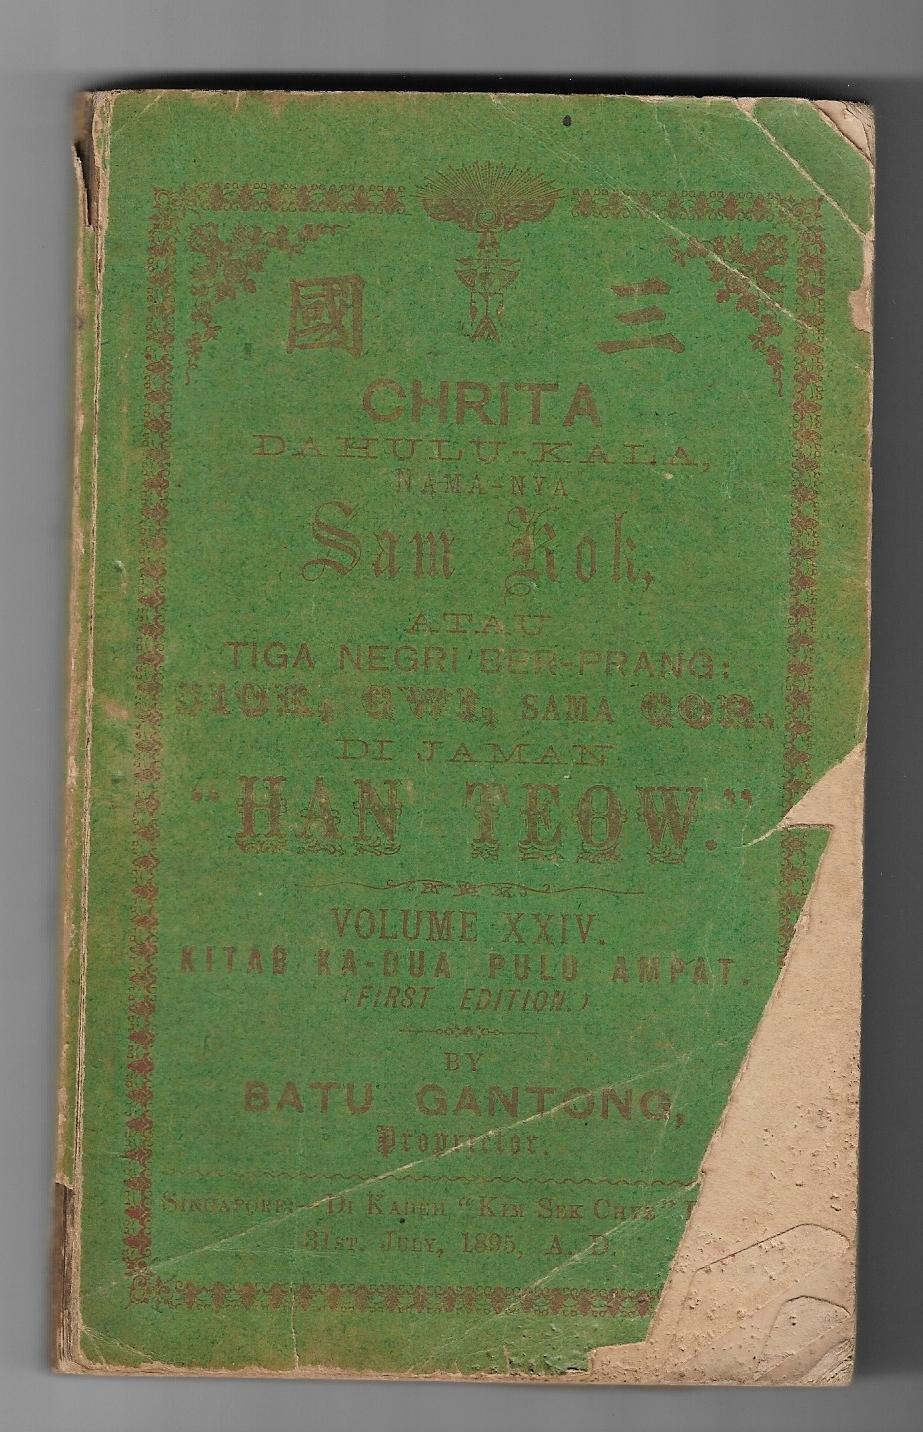 三國
CHRITA
DAHULU-KALA,
NAMA-NYA
Sam Kok,
ATAU
TIGA NEGRI BER-PRANG:
SIOK, GWI, SAMA GOR,
DI JAMAN
"HAN TEOW."
VOLUME XXIV.
KITAB KA-DUA PULO AMPAT.
(FIRST EDITION.)
BY
BATU GANTONG,
Proprietor.
SINGAPORE:—DI KADEH "KIM SEK CHYE"
31ST. JULY, 1895, A. D.